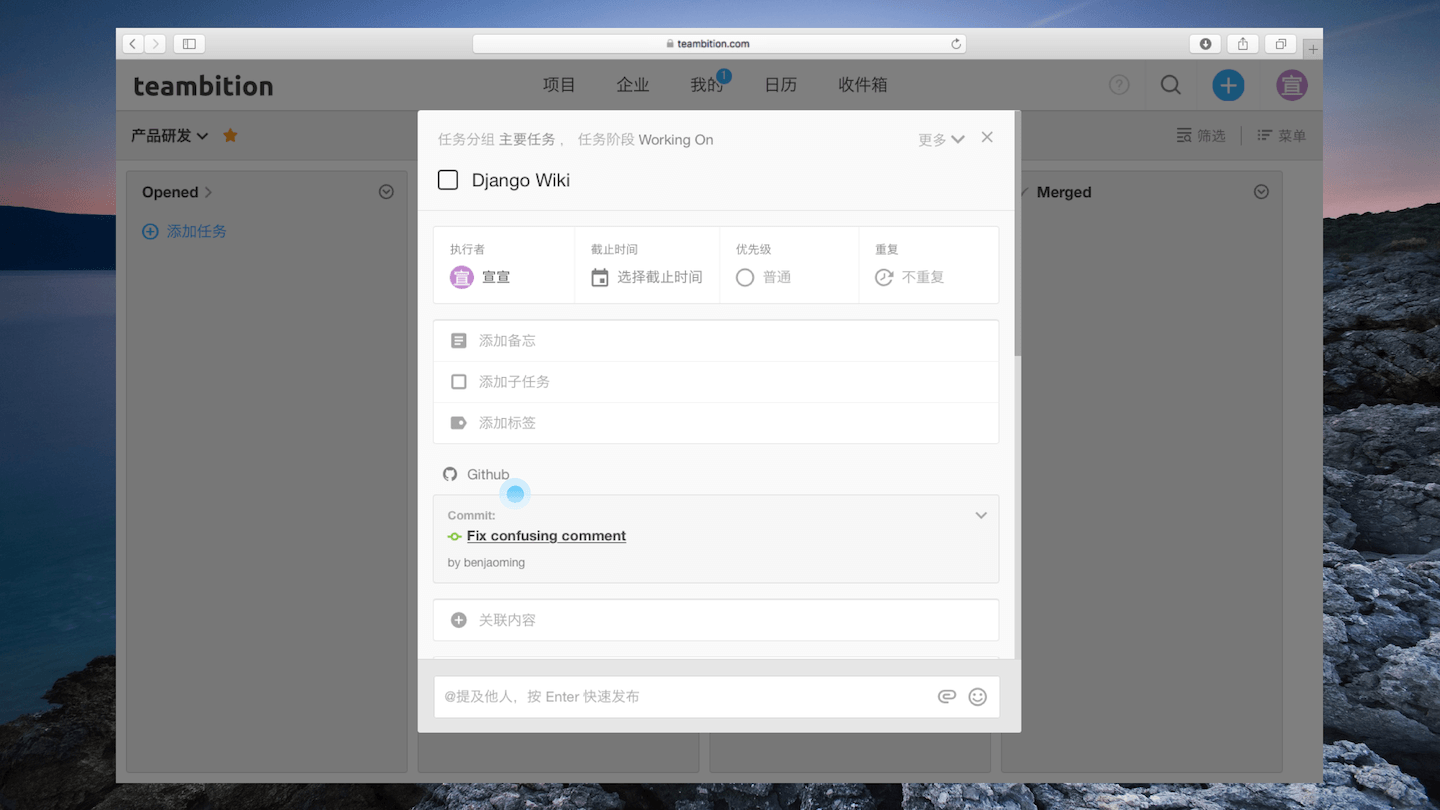 teambition.com
teambition
项目
企业
我的
1
日历
收件箱
宣
产品研发
筛选
菜单
Opened
添加任务
Merged
任务分组 主要任务 , 任务阶段 Working On
更多
Django Wiki
执行者
宣 宣宣
截止时间
选择截止时间
优先级
普通
重复
不重复
添加备忘
添加子任务
添加标签
Github
Commit:
Fix confusing comment
by benjaoming
关联内容
@提及他人，按 Enter 快速发布